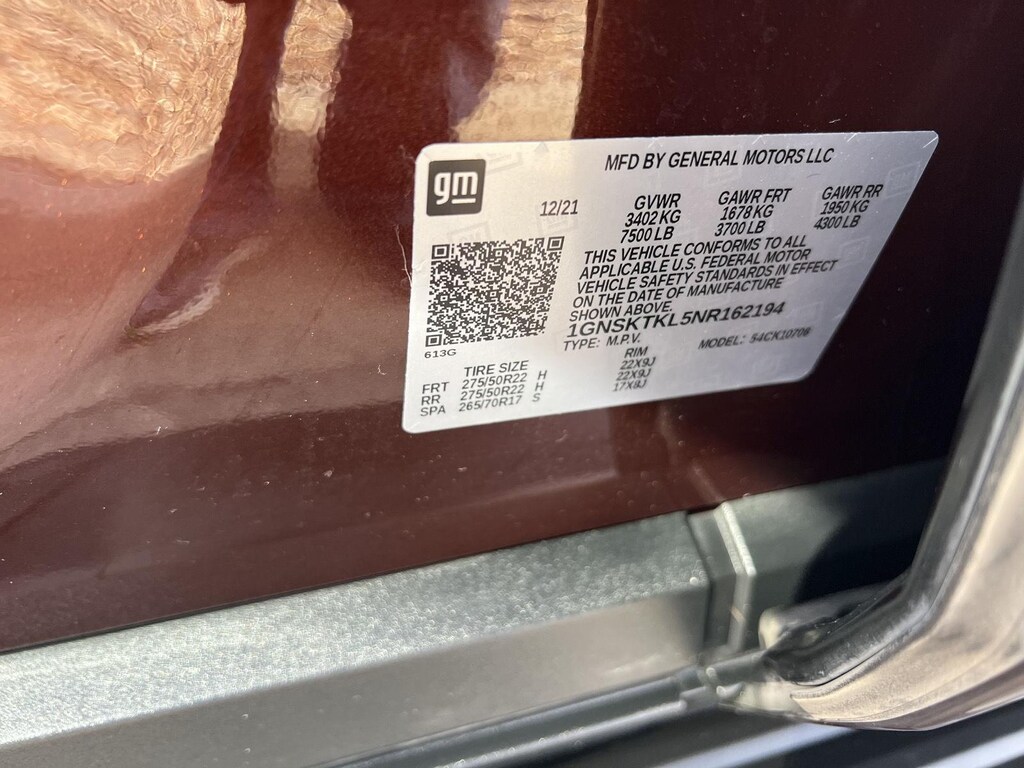 gm
MFD BY GENERAL MOTORS LLC
12/21
GVWR GAWR FRT GAWR RR
3402 KG 1678 KG 1950 KG
7500 LB 3700 LB 4300 LB
THIS VEHICLE CONFORMS TO ALL
APPLICABLE U.S. FEDERAL MOTOR
VEHICLE SAFETY STANDARDS IN EFFECT
ON THE DATE OF MANUFACTURE
SHOWN ABOVE.
1GNSKTKL5NR162194
TYPE: M.P.V. MODEL: 54CK10706
613G
TIRE SIZE RIM
FRT 275/50R22 H 22X9J
RR 275/50R22 H 22X9J
SPA 265/70R17 S 17X8J